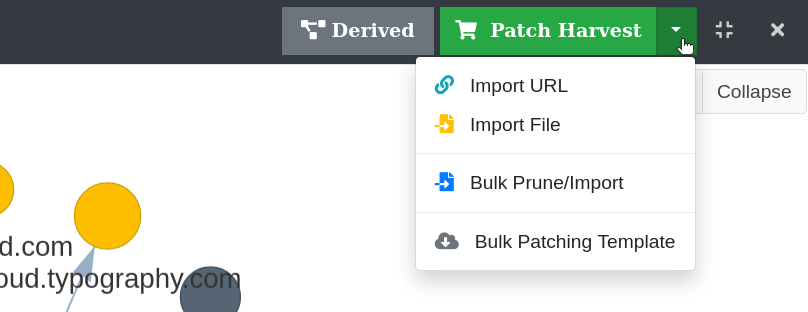 Derived
Patch Harvest
Import URL
Collapse
Import File
Bulk Prune/Import
d.com
Bulk Patching Template
oud.typography.com